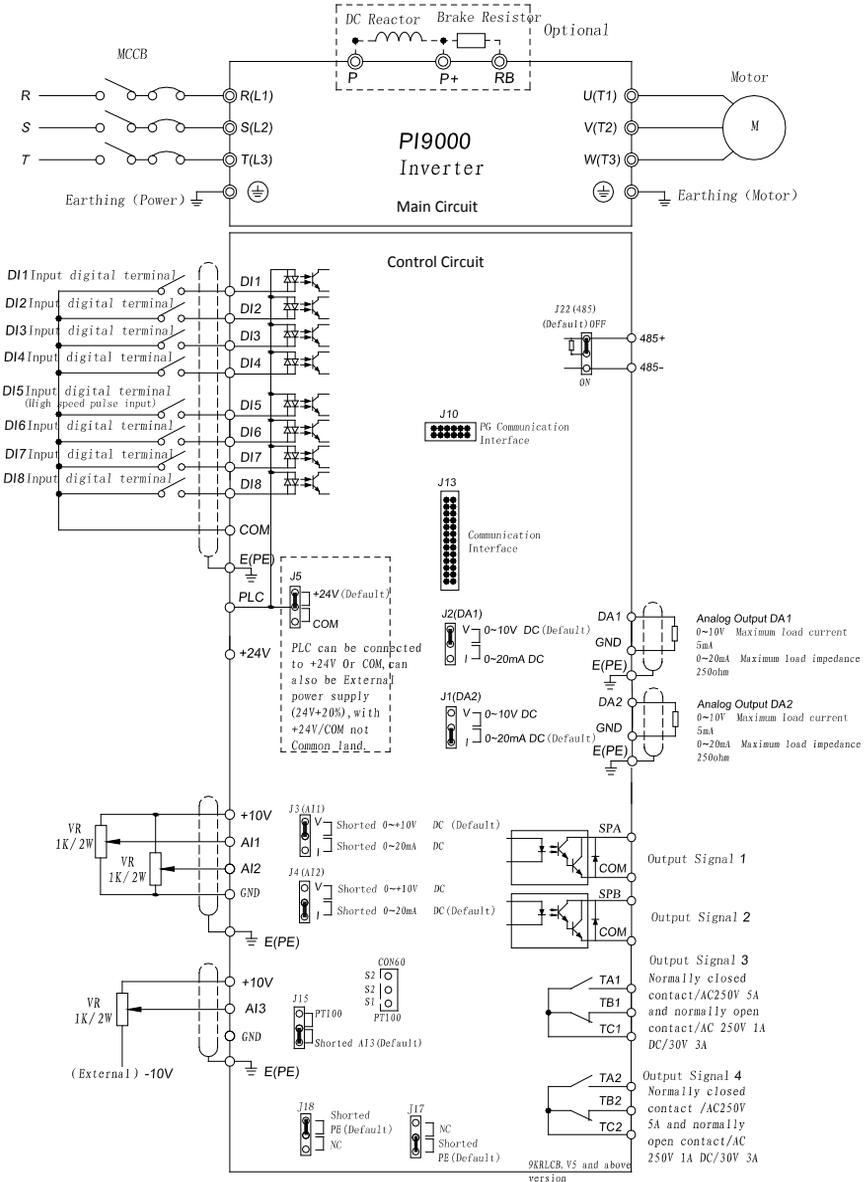 DC Reactor Brake Resistor
Optional
P P+ RB
MCCB
Motor
R R(L1) U(T1)
S S(L2) V(T2) M
T T(L3) W(T3)
PI9000
Inverter
Earthing (Power) Earthing (Motor)
Main Circuit
Control Circuit
DI1 Input digital terminal DI1
DI2 Input digital terminal DI2
DI3 Input digital terminal DI3
DI4 Input digital terminal DI4
DI5 Input digital terminal
(High speed pulse input) DI5
DI6 Input digital terminal DI6
DI7 Input digital terminal DI7
DI8 Input digital terminal DI8
COM
E(PE)
PLC
+24V
J22(485)
(Default)OFF
485+
485-
ON
J10
PG Communication
Interface
J13
Communication
Interface
J5
+24V(Default)
COM
PLC can be connected
to +24V Or COM,can
also be External
power supply
(24V+20%),with
+24V/COM not
Common land.
J2(DA1)
V 0~10V DC(Default)
I 0~20mA DC
J1(DA2)
V 0~10V DC
I 0~20mA DC(Default)
DA1
GND
E(PE)
Analog Output DA1
0~10V Maximum load current
5mA
0~20mA Maximum load impedance
250ohm
DA2
GND
E(PE)
Analog Output DA2
0~10V Maximum load current
5mA
0~20mA Maximum load impedance
250ohm
VR
1K/2W
VR
1K/2W
+10V
AI1
AI2
GND
E(PE)
J3(AI1)
V Shorted 0~+10V DC (Default)
I Shorted 0~20mA DC
J4(AI2)
V Shorted 0~+10V DC
I Shorted 0~20mA DC(Default)
SPA
COM
Output Signal 1
SPB
COM
Output Signal 2
VR
1K/2W
(External) -10V
+10V
AI3
GND
E(PE)
J15
PT100
Shorted AI3(Default)
CON60
S2
S2
S1
PT100
TA1
TB1
TC1
Output Signal 3
Normally closed
contact/AC250V 5A
and normally open
contact/AC 250V 1A
DC/30V 3A
TA2
TB2
TC2
Output Signal 4
Normally closed
contact /AC250V
5A and normally
open contact/AC
250V 1A DC/30V 3A
J18
Shorted
PE(Default)
NC
J17
NC
Shorted
PE(Default)
9KRLCB.V5 and above
version